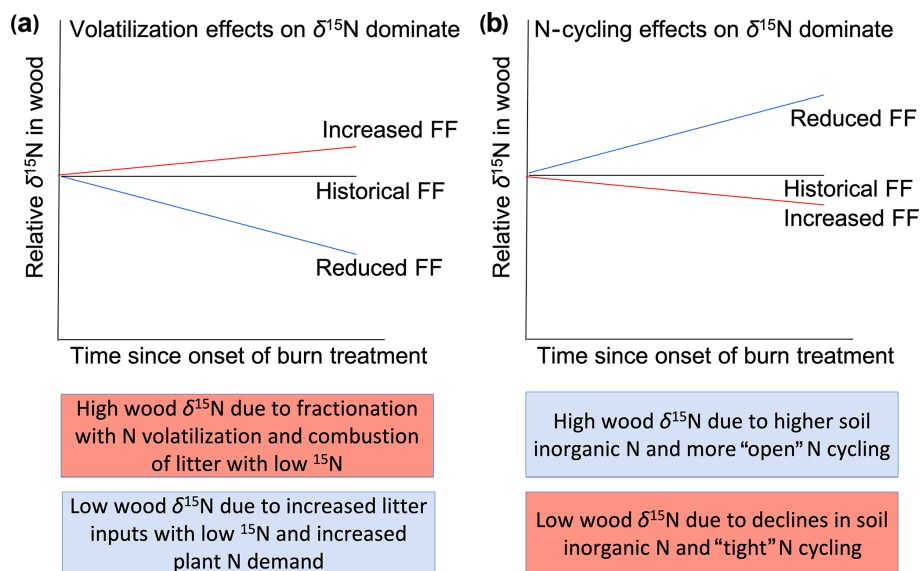 (a) Volatilization effects on δ¹⁵N dominate
Relative δ¹⁵N in wood
Increased FF
Historical FF
Reduced FF
Time since onset of burn treatment
High wood δ¹⁵N due to fractionation
with N volatilization and combustion
of litter with low ¹⁵N
Low wood δ¹⁵N due to increased litter
inputs with low ¹⁵N and increased
plant N demand
(b) N-cycling effects on δ¹⁵N dominate
Relative δ¹⁵N in wood
Reduced FF
Historical FF
Increased FF
Time since onset of burn treatment
High wood δ¹⁵N due to higher soil
inorganic N and more “open” N cycling
Low wood δ¹⁵N due to declines in soil
inorganic N and “tight” N cycling